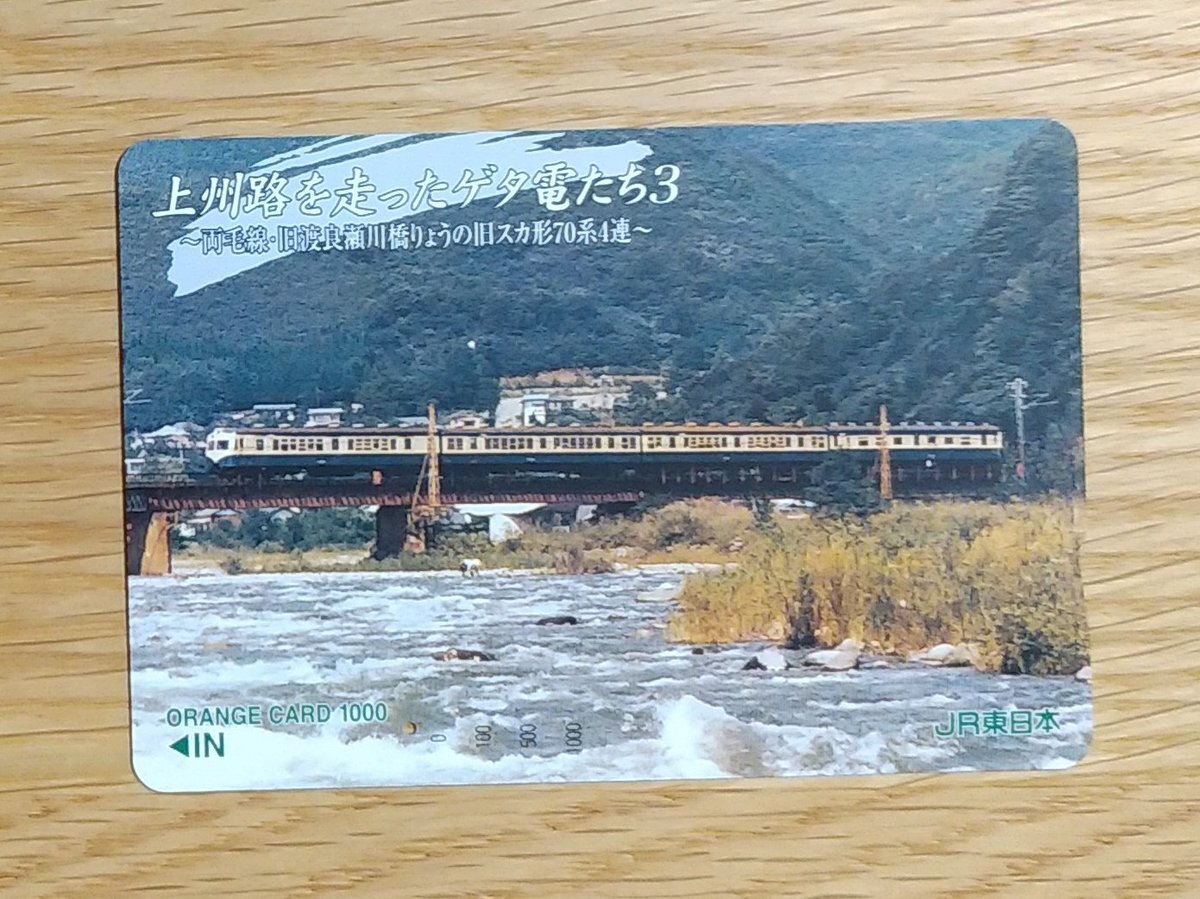 上州路を走ったゲタ電たち3
～両毛線・旧渡良瀬川橋りょうの旧スカ形70系4連～
ORANGE CARD 1000
◀IN
0 100 500 1000
JR東日本